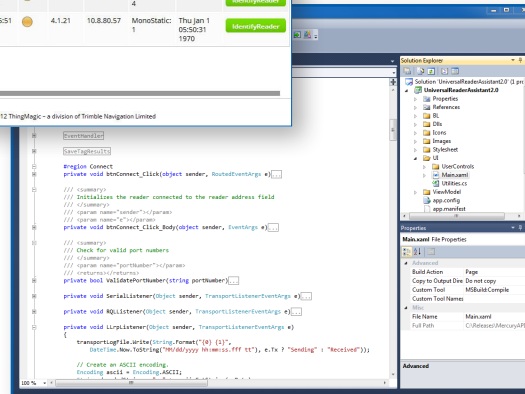 4
IdentifyReader
5:51
4.1.21
10.8.80.57
MonoStatic:
1
Thu Jan 1
05:50:31
1970
IdentifyReader
12 ThingMagic – a division of Trimble Navigation Limited
EventHandler
SaveTagResults
#region Connect
private void btnConnect_Click(object sender, RoutedEventArgs e)...
/// <summary>
/// Initializes the reader connected to the reader address field
/// </summary>
/// <param name="sender"></param>
/// <param name="e"></param>
private void btnConnect_Click_Body(object sender, EventArgs e)...
/// <summary>
/// Check for valid port numbers
/// </summary>
/// <param name="portNumber"></param>
/// <returns></returns>
private bool ValidatePortNumber(string portNumber)...
private void SerialListener(Object sender, TransportListenerEventArgs e)...
private void RQLListener(Object sender, TransportListenerEventArgs e)...
private void LLrpListener(Object sender, TransportListenerEventArgs e)
{
transportLogFile.Write(String.Format("{0} {1}",
DateTime.Now.ToString("MM/dd/yyyy hh:mm:ss.fff tt"), e.Tx ? "Sending" : "Received"));
// Create an ASCII encoding.
Encoding ascii = Encoding.ASCII;
100 %
Solution Explorer
Solution 'UniversalReaderAssistant2.0' (1 pro
UniversalReaderAssistant2.0
Properties
References
BL
Dlls
Icons
Images
Stylesheet
UI
UserControls
Main.xaml
Utilities.cs
ViewModel
app.config
app.manifest
Properties
Main.xaml File Properties
Advanced
Build Action Page
Copy to Output Dire Do not copy
Custom Tool MSBuild:Compile
Custom Tool Names
Misc
File Name Main.xaml
Full Path C:\Releases\MercuryAPI
Advanced